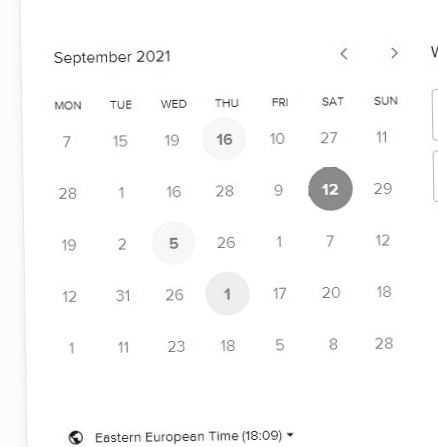 September 2021
MON TUE WED THU FRI SAT SUN
7 15 19 16 10 27 11
28 1 16 28 9 12 29
19 2 5 26 1 7 12
12 31 26 1 17 20 18
1 11 23 18 5 8 28
Eastern European Time (18:09)